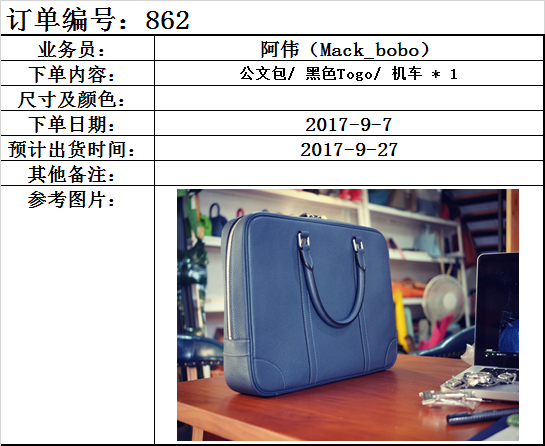 订单编号：862
业务员： 阿伟（Mack_bobo）
下单内容： 公文包/ 黑色Togo/ 机车 * 1
尺寸及颜色：
下单日期： 2017-9-7
预计出货时间： 2017-9-27
其他备注：
参考图片：